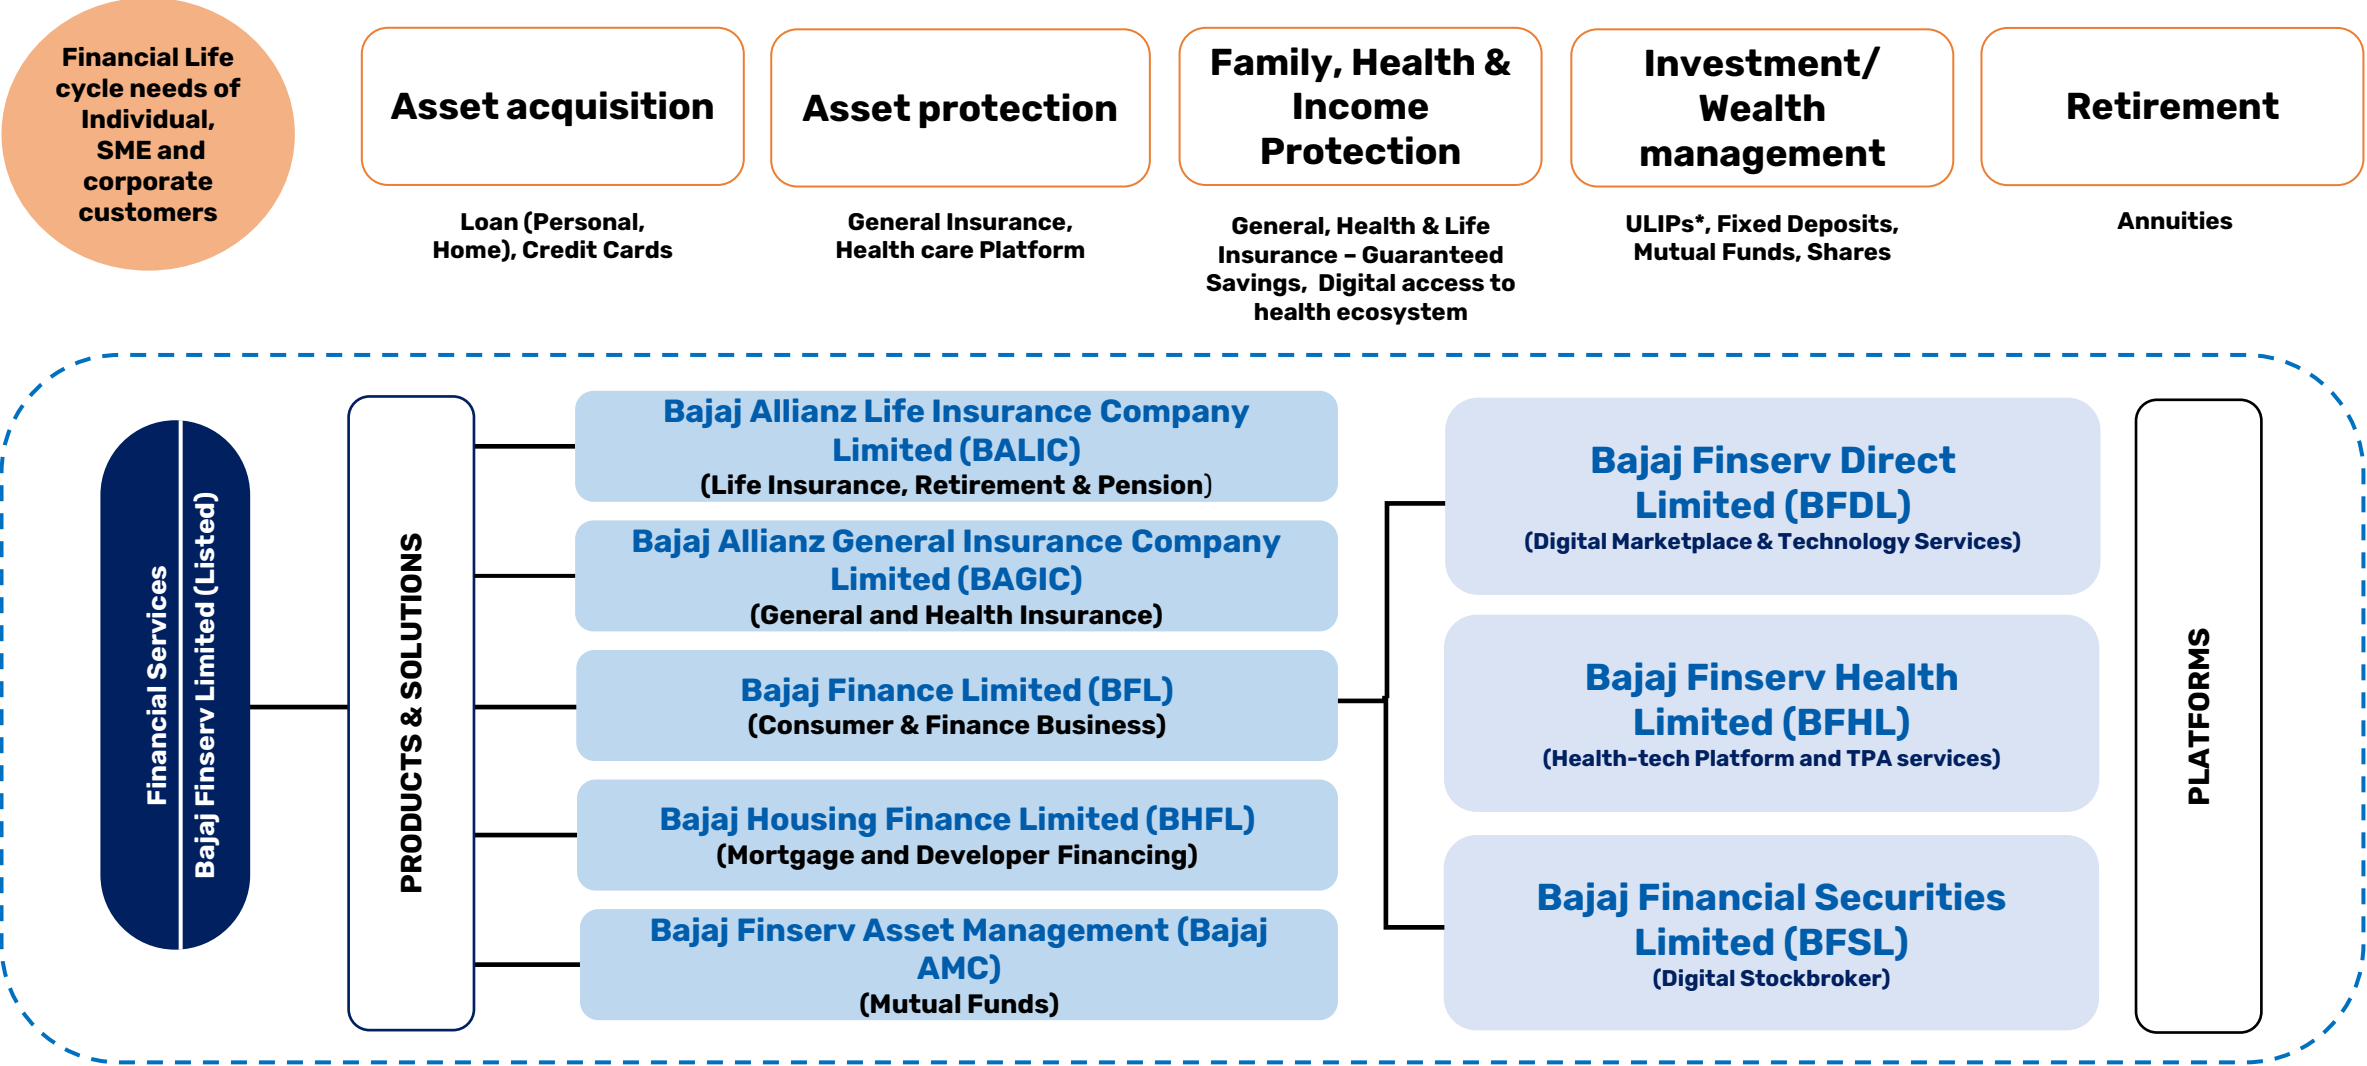 Financial Life
cycle needs of
Individual,
SME and
corporate
customers
Asset acquisition
Loan (Personal,
Home), Credit Cards
Asset protection
General Insurance,
Health care Platform
Family, Health &
Income
Protection
General, Health & Life
Insurance – Guaranteed
Savings, Digital access to
health ecosystem
Investment/
Wealth
management
ULIPs*, Fixed Deposits,
Mutual Funds, Shares
Retirement
Annuities
Financial Services
Bajaj Finserv Limited (Listed)
PRODUCTS & SOLUTIONS
Bajaj Allianz Life Insurance Company
Limited (BALIC)
(Life Insurance, Retirement & Pension)
Bajaj Allianz General Insurance Company
Limited (BAGIC)
(General and Health Insurance)
Bajaj Finance Limited (BFL)
(Consumer & Finance Business)
Bajaj Housing Finance Limited (BHFL)
(Mortgage and Developer Financing)
Bajaj Finserv Asset Management (Bajaj
AMC)
(Mutual Funds)
Bajaj Finserv Direct
Limited (BFDL)
(Digital Marketplace & Technology Services)
Bajaj Finserv Health
Limited (BFHL)
(Health-tech Platform and TPA services)
Bajaj Financial Securities
Limited (BFSL)
(Digital Stockbroker)
PLATFORMS